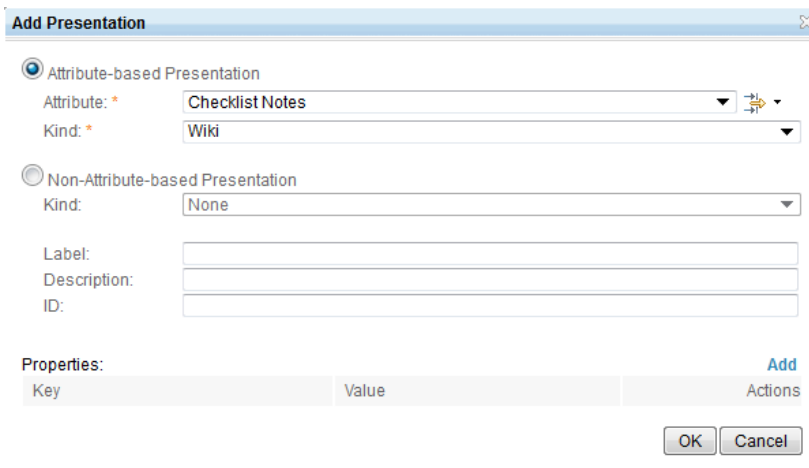 Add Presentation
Attribute-based Presentation
Attribute: * Checklist Notes
Kind: * Wiki
Non-Attribute-based Presentation
Kind: None
Label:
Description:
ID:
Properties: Add
Key Value Actions
OK Cancel